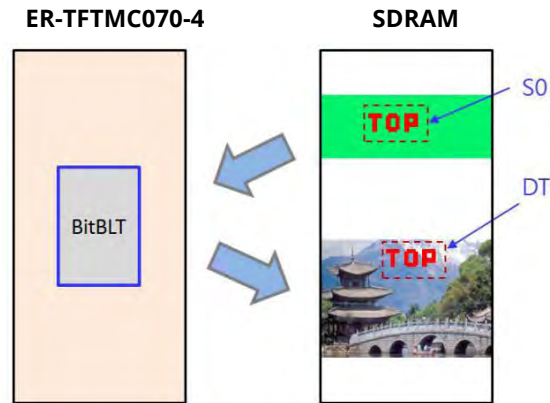 ER-TFTMC070-4
SDRAM
S0
TOP
DT
BitBLT
TOP